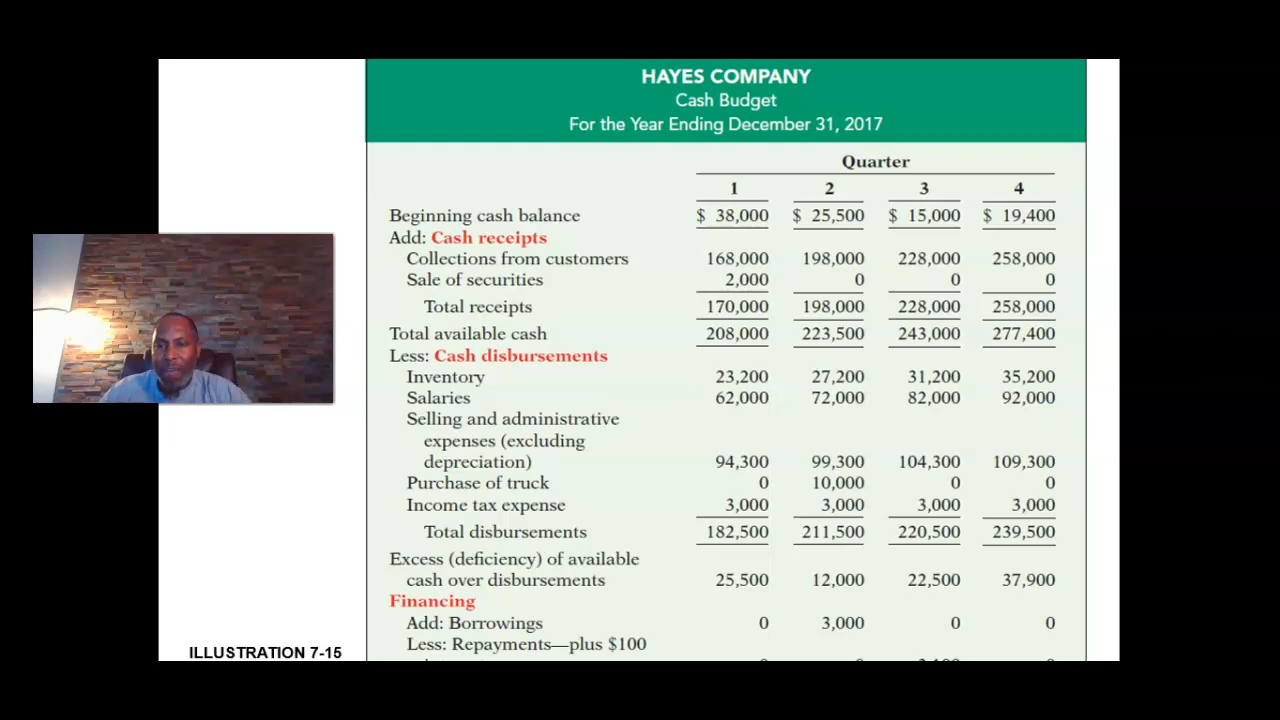 HAYES COMPANY
Cash Budget
For the Year Ending December 31, 2017
Quarter
1 2 3 4
Beginning cash balance $ 38,000 $ 25,500 $ 15,000 $ 19,400
Add: Cash receipts
Collections from customers 168,000 198,000 228,000 258,000
Sale of securities 2,000 0 0 0
Total receipts 170,000 198,000 228,000 258,000
Total available cash 208,000 223,500 243,000 277,400
Less: Cash disbursements
Inventory 23,200 27,200 31,200 35,200
Salaries 62,000 72,000 82,000 92,000
Selling and administrative
expenses (excluding
depreciation) 94,300 99,300 104,300 109,300
Purchase of truck 0 10,000 0 0
Income tax expense 3,000 3,000 3,000 3,000
Total disbursements 182,500 211,500 220,500 239,500
Excess (deficiency) of available
cash over disbursements 25,500 12,000 22,500 37,900
Financing
Add: Borrowings 0 3,000 0 0
Less: Repayments—plus $100
ILLUSTRATION 7-15